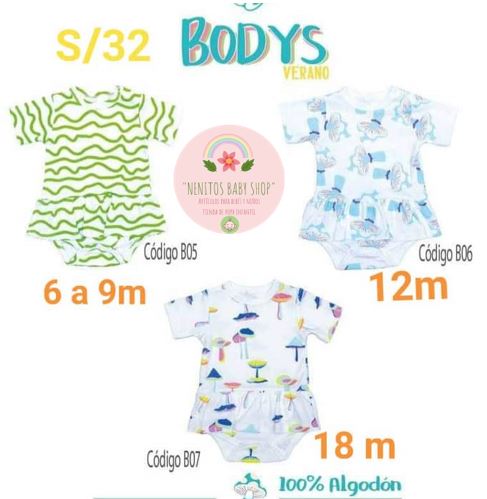 S/32
BODYS
VERANO
"NENITOS BABY SHOP"
ARTÍCULOS PARA BEBÉS Y NIÑOS
TIENDA DE ROPA INFANTIL
Código B05
Código B06
6 a 9m
12m
Código B07
18 m
100% Algodón